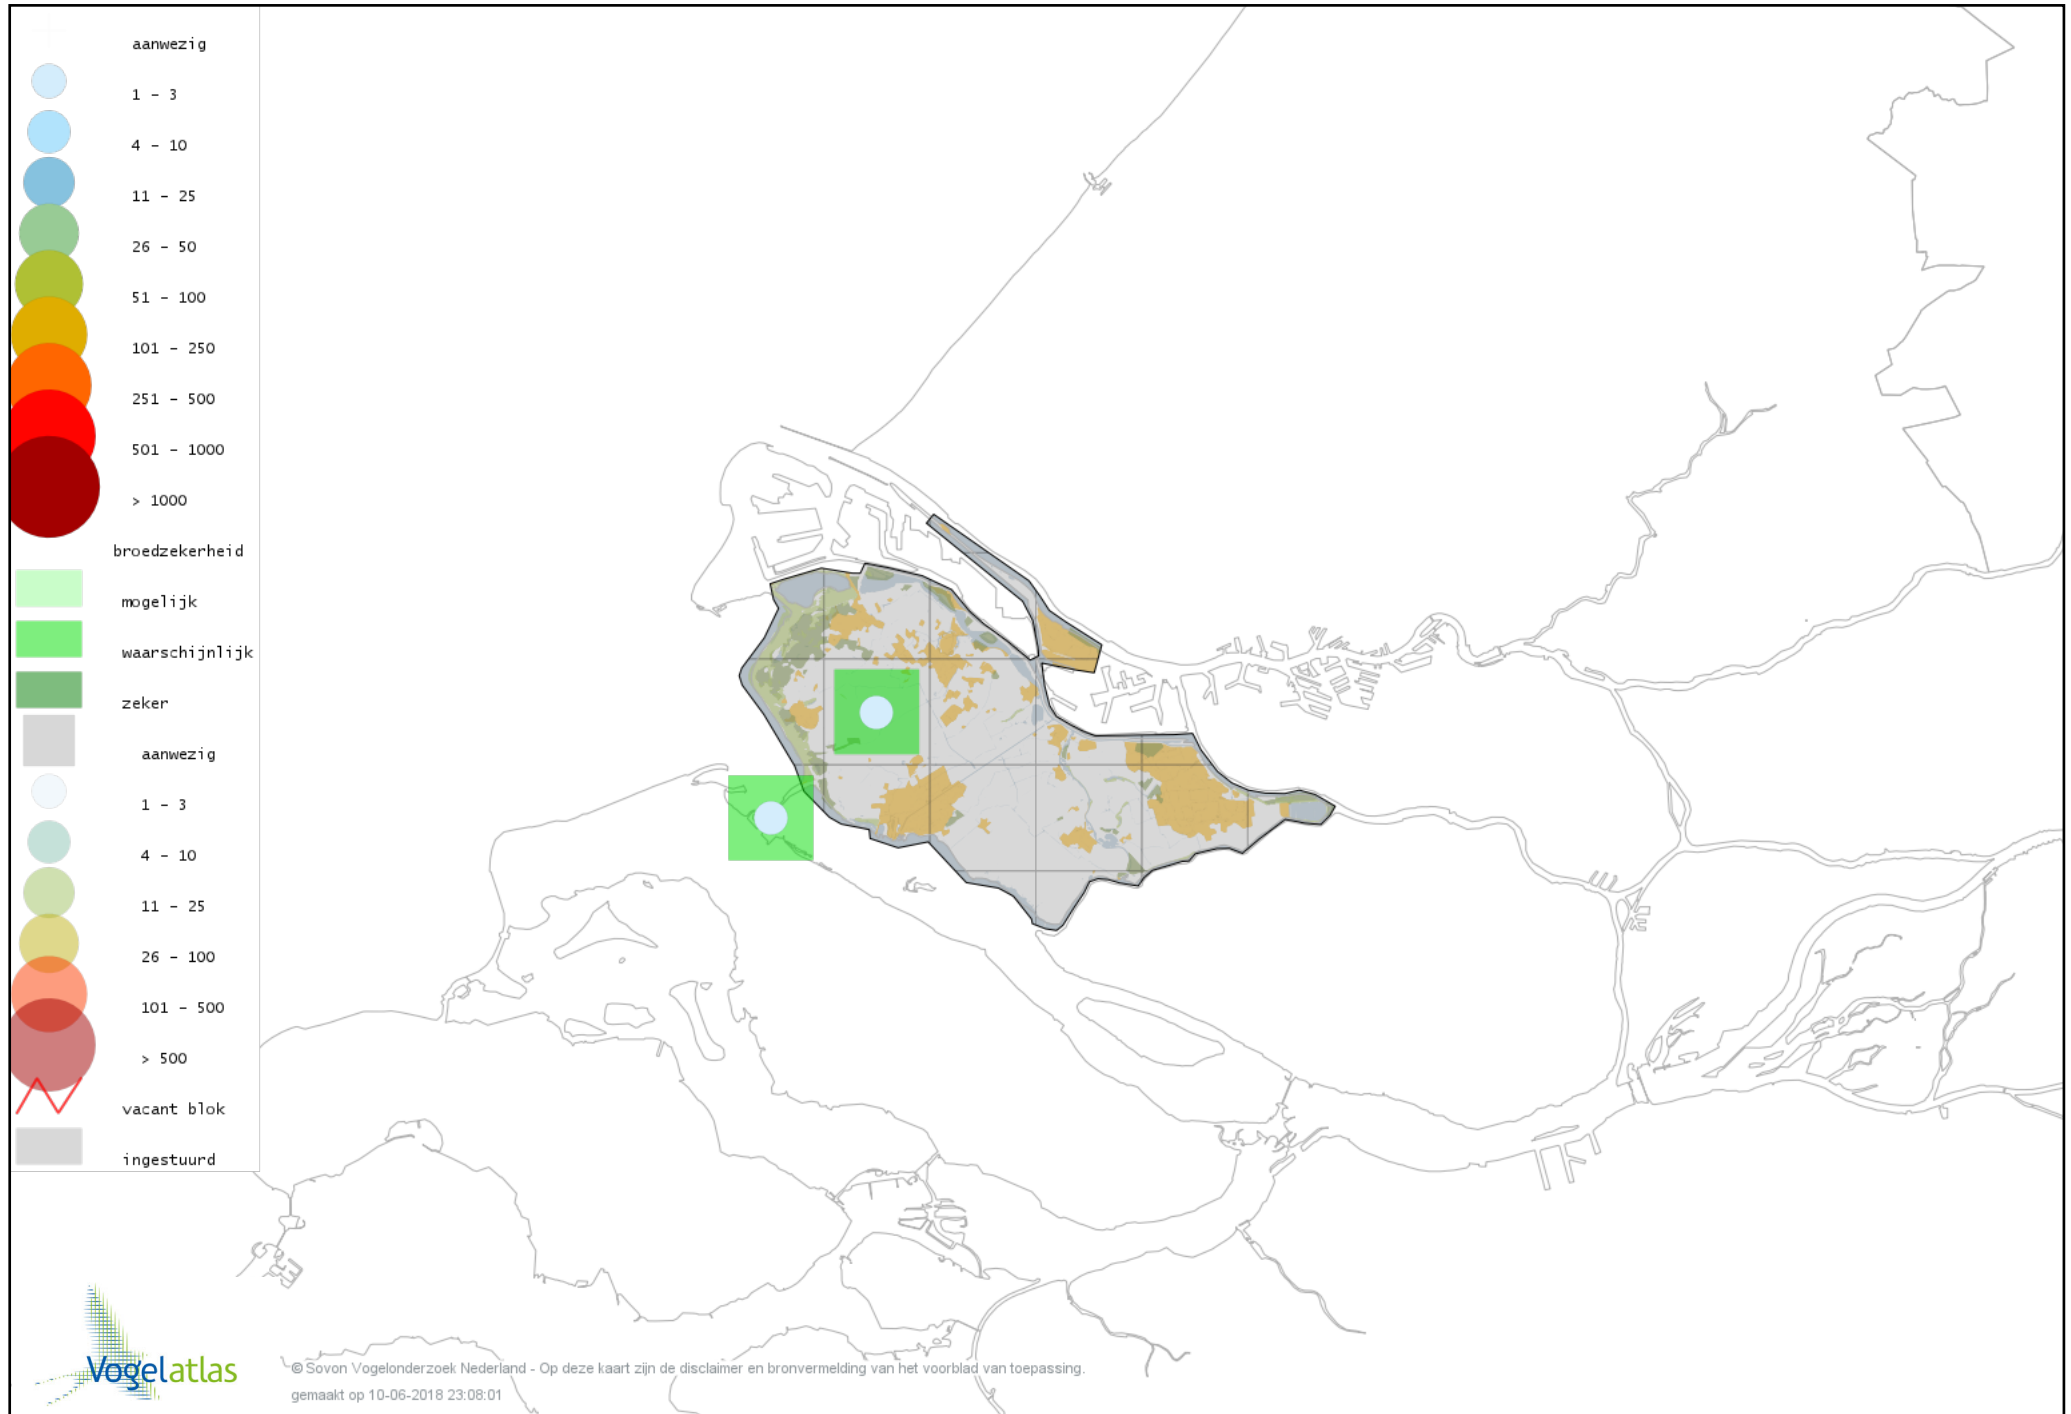 aanwezig
1 - 3
4 - 10
11 - 25
26 - 50
51 - 100
101 - 250
251 - 500
501 - 1000
> 1000
broedzekerheid
mogelijk
waarschijnlijk
zeker
aanwezig
1 - 3
4 - 10
11 - 25
26 - 100
101 - 500
> 500
vacant blok
ingestuurd
Vogelatlas
© Sovon Vogelonderzoek Nederland - Op deze kaart zijn de disclaimer en bronvermelding van het voorblad van toepassing.
gemaakt op 10-06-2018 23:08:01